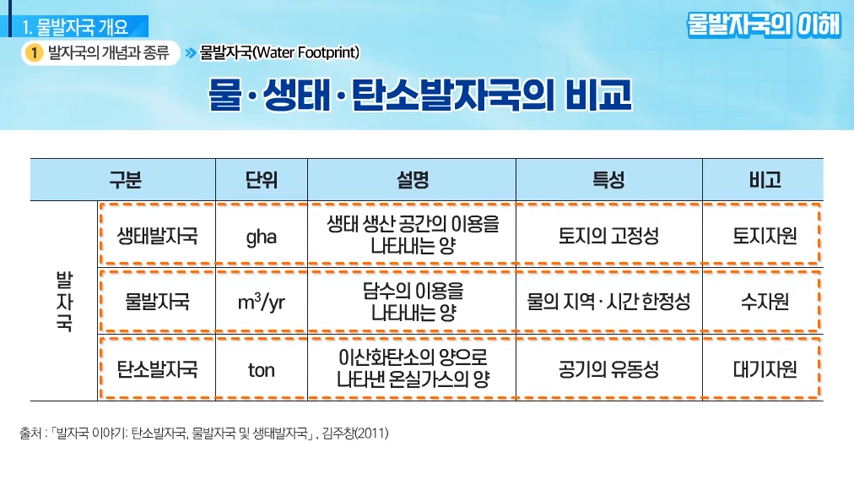 1. 물발자국 개요
물발자국의 이해
1 발자국의 개념과 종류 » 물발자국(Water Footprint)
물·생태·탄소발자국의 비교
구분 단위 설명 특성 비고
발자국
생태발자국 gha 생태 생산 공간의 이용을 나타내는 양 토지의 고정성 토지자원
물발자국 m³/yr 담수의 이용을 나타내는 양 물의 지역·시간 한정성 수자원
탄소발자국 ton 이산화탄소의 양으로 나타낸 온실가스의 양 공기의 유동성 대기자원
출처 : 「발자국 이야기: 탄소발자국, 물발자국 및 생태발자국」, 김주창(2011)